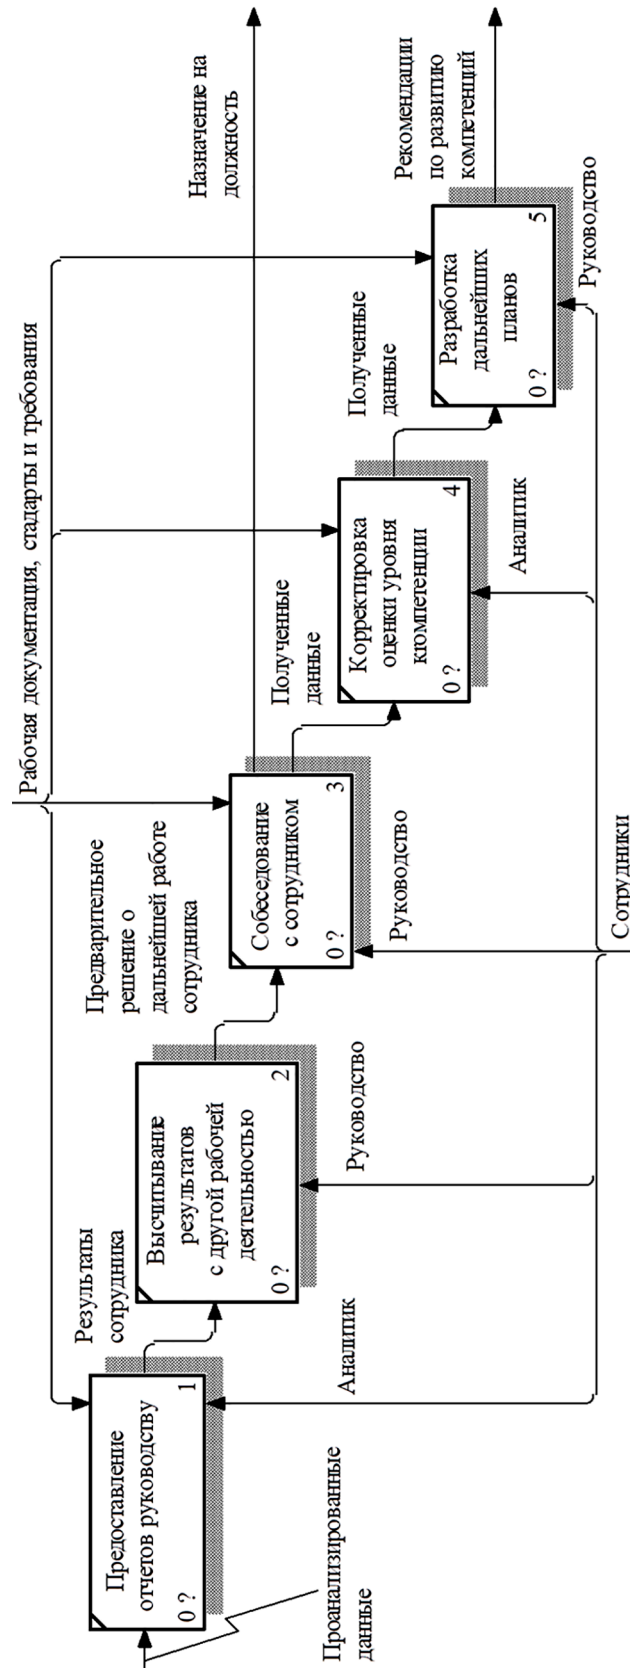 Рабочая документация, стадарты и требования
Назначение на
должность
Рекомендации
по развитию
компетенций
Проанализированные
данные
Предоставление
отчетов руководству
0 ?
1
Результаты
сотрудника
Аналитик
Высчитывание
результатов
с другой рабочей
деятельностью
0 ?
2
Предварительное
решение о
дальнейшей работе
сотрудника
Руководство
Собеседование
с сотрудником
0 ?
3
Полученные
данные
Руководство
Корректировка
оценки уровня
кюмпетенции
0 ?
4
Полученные
данные
Аналитик
Разработка
дальнейших
планов
0 ?
5
Руководство
Сотрудники